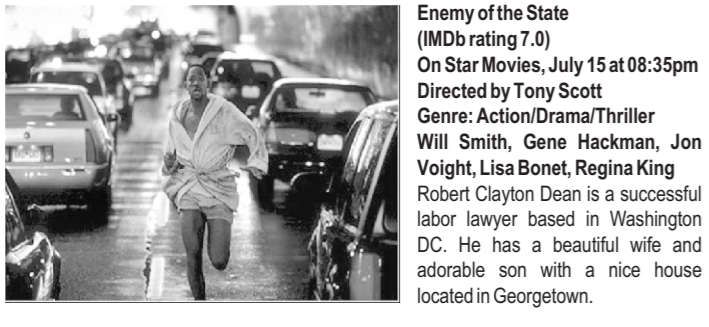 Enemy of the State
(IMDb rating 7.0)
On Star Movies, July 15 at 08:35pm
Directed by Tony Scott
Genre: Action/Drama/Thriller
Will Smith, Gene Hackman, Jon
Voight, Lisa Bonet, Regina King
Robert Clayton Dean is a successful
labor lawyer based in Washington
DC. He has a beautiful wife and
adorable son with a nice house
located in Georgetown.